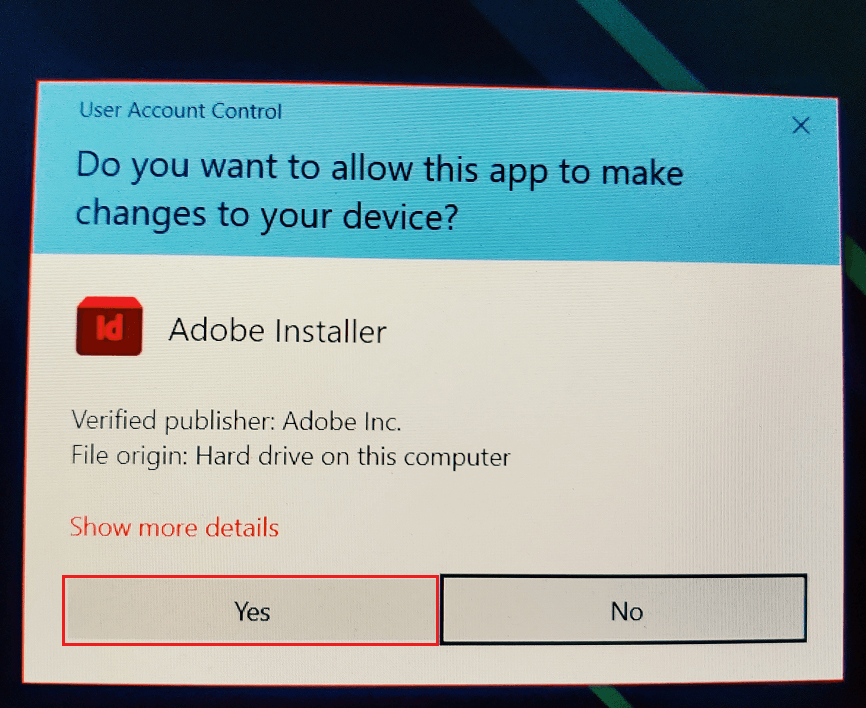 User Account Control
Do you want to allow this app to make
changes to your device?
Id
Adobe Installer
Verified publisher: Adobe Inc.
File origin: Hard drive on this computer
Show more details
Yes
No